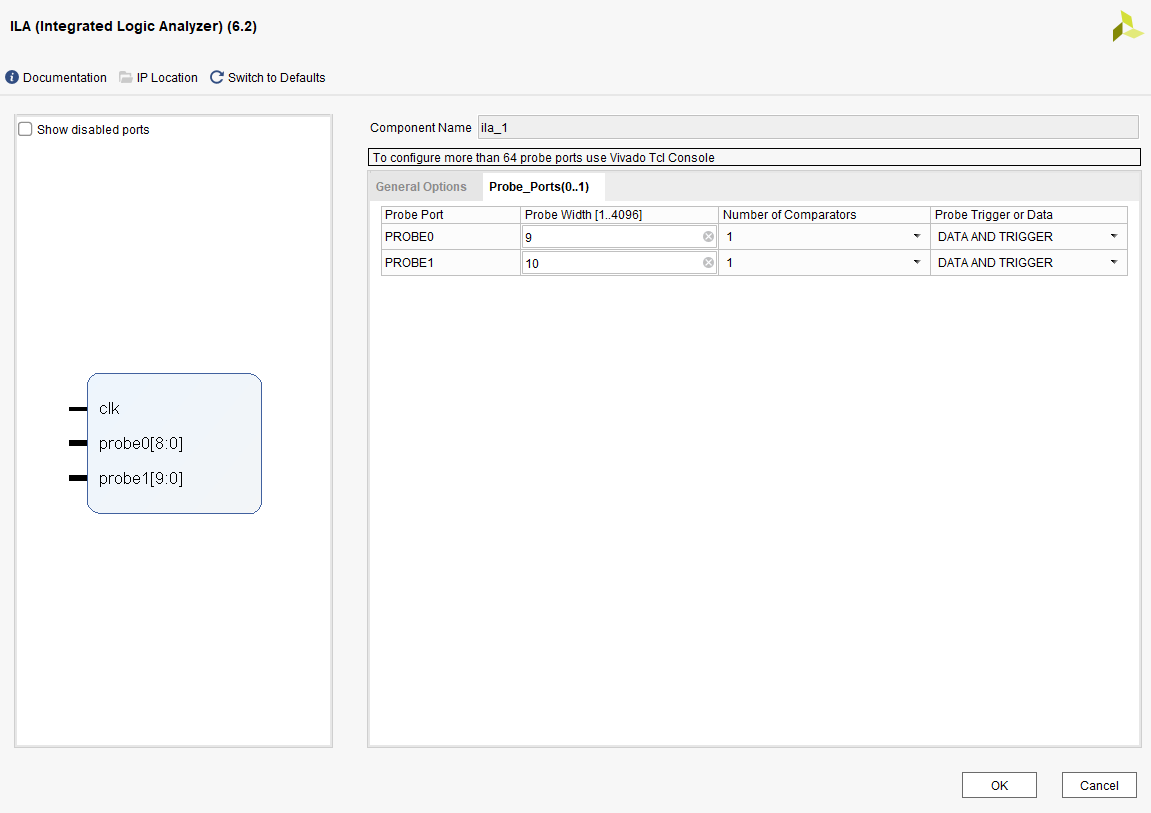 ILA (Integrated Logic Analyzer) (6.2)
Documentation IP Location Switch to Defaults
Show disabled ports
clk
probe0[8:0]
probe1[9:0]
Component Name ila_1
To configure more than 64 probe ports use Vivado Tcl Console
General Options Probe_Ports(0..1)
Probe Port Probe Width [1..4096] Number of Comparators Probe Trigger or Data
PROBE0 9 1 DATA AND TRIGGER
PROBE1 10 1 DATA AND TRIGGER
OK Cancel